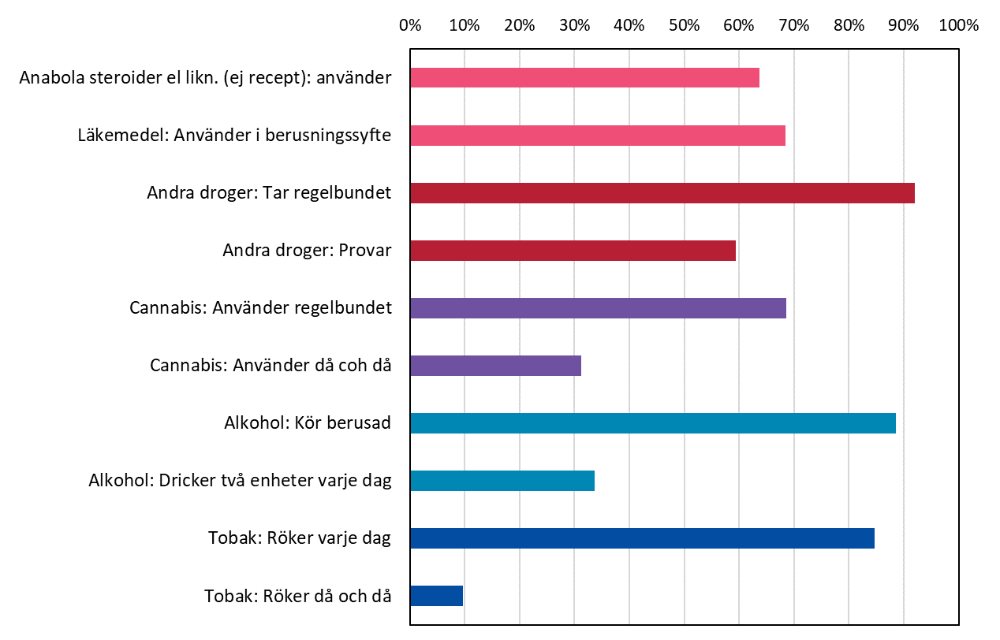 0% 10% 20% 30% 40% 50% 60% 70% 80% 90% 100%
Anabola steroider el likn. (ej recept): använder
Läkemedel: Använder i berusningssyfte
Andra droger: Tar regelbundet
Andra droger: Provar
Cannabis: Använder regelbundet
Cannabis: Använder då coh då
Alkohol: Kör berusad
Alkohol: Dricker två enheter varje dag
Tobak: Röker varje dag
Tobak: Röker då och då